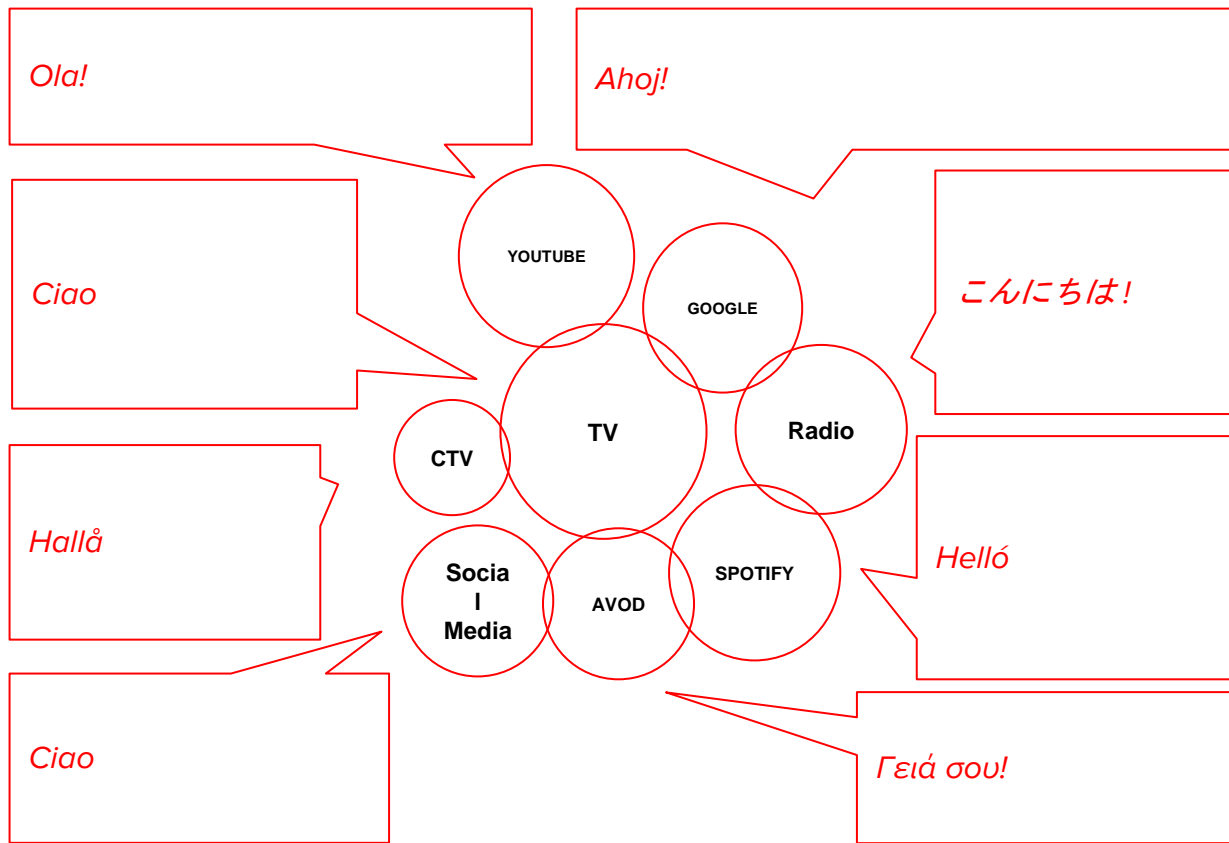 Ola!
Ahoj!
YOUTUBE
Ciao
GOOGLE
こんにちは!
TV
Radio
CTV
Hallå
Helló
Socia
l
Media
AVOD
SPOTIFY
Ciao
Γειά σου!